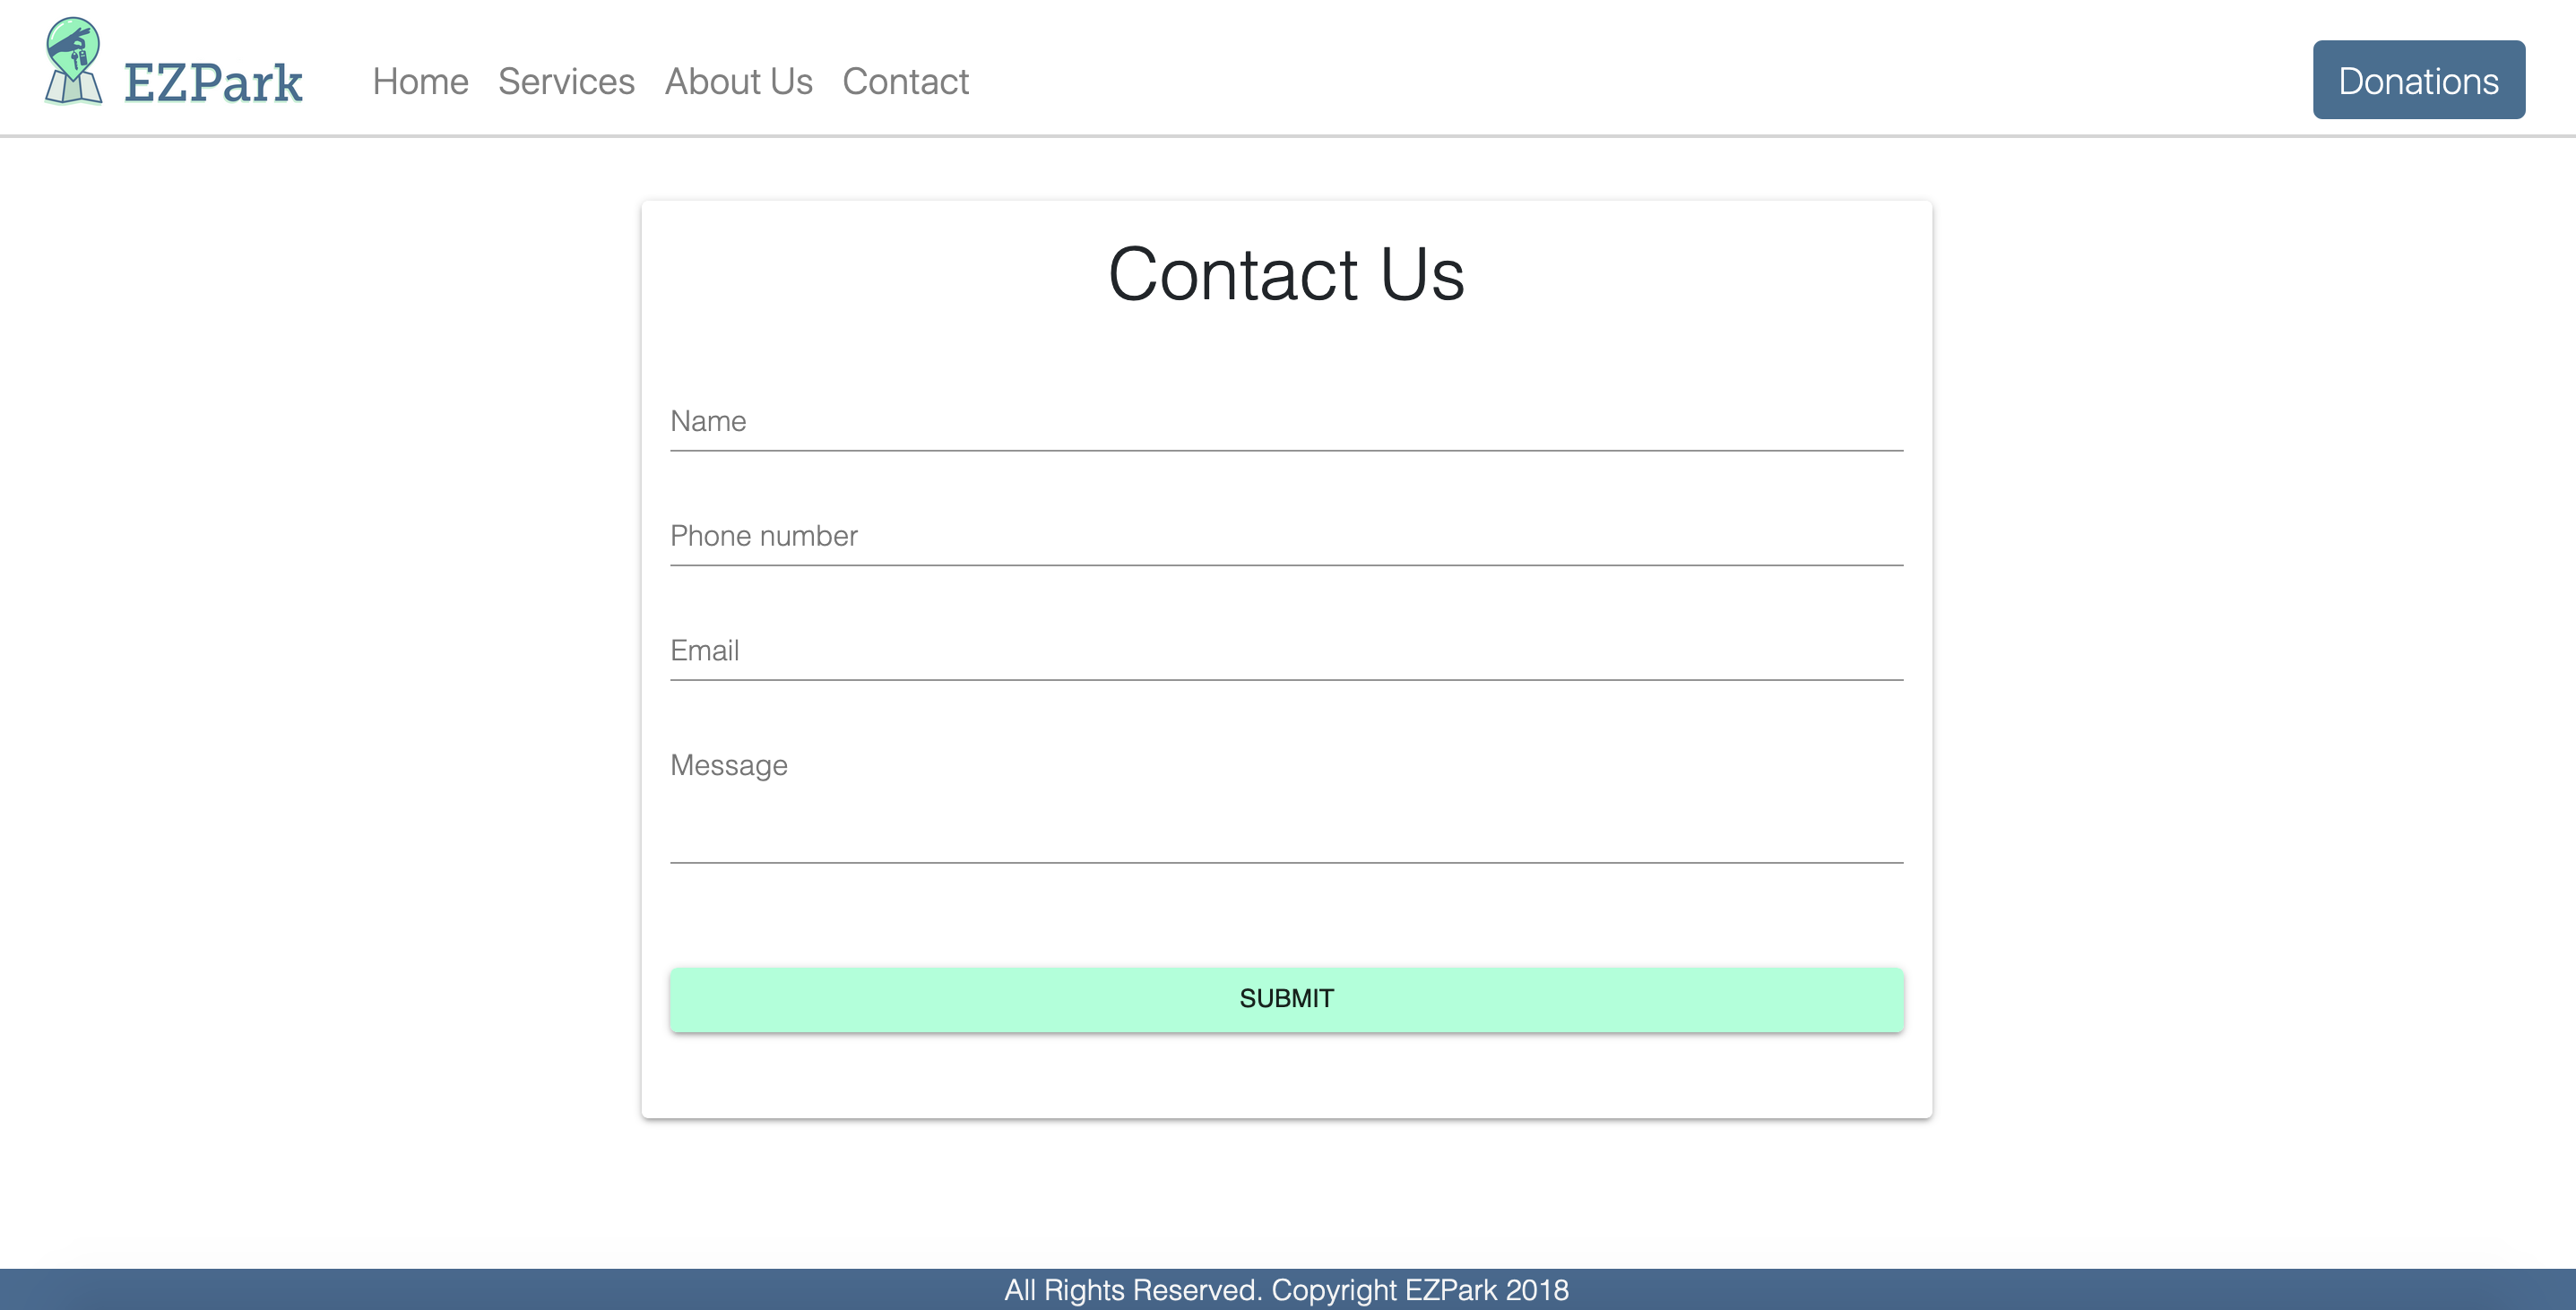 EZPark Home Services About Us Contact Donations
Contact Us
Name
Phone number
Email
Message
SUBMIT
All Rights Reserved. Copyright EZPark 2018